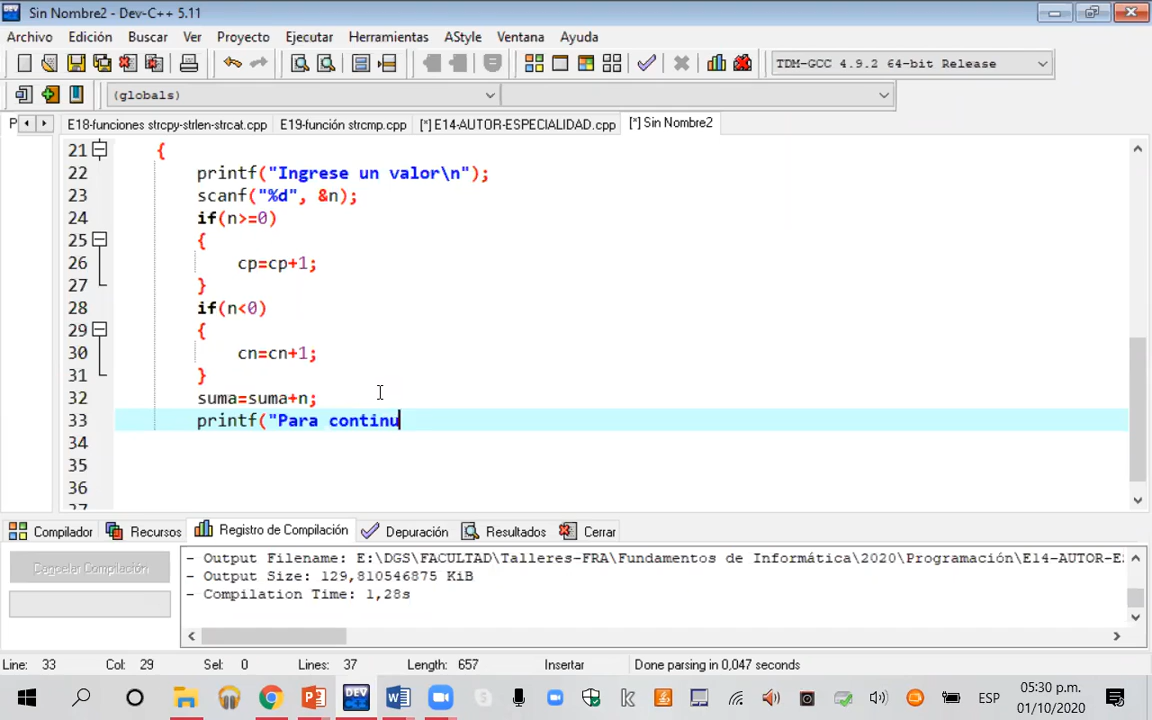 Sin Nombre2 - Dev-C++ 5.11
Archivo Edición Buscar Ver Proyecto Ejecutar Herramientas AStyle Ventana Ayuda
TDM-GCC 4.9.2 64-bit Release
(globals)
P E18-funciones strcpy-strlen-strcat.cpp E19-función strcmp.cpp [*] E14-AUTOR-ESPECIALIDAD.cpp [*] Sin Nombre2
21 {
22 printf("Ingrese un valor\n");
23 scanf("%d", &n);
24 if(n>=0)
25 {
26 cp=cp+1;
27 }
28 if(n<0)
29 {
30 cn=cn+1;
31 }
32 suma=suma+n;
33 printf("Para continu
34
35
36
37
Compilador Recursos Registro de Compilación Depuración Resultados Cerrar
Cancelar Compilación
- Output Filename: E:\DGS\FACULTAD\Talleres-FRA\Fundamentos de Informática\2020\Programación\E14-AUTOR-E
- Output Size: 129,810546875 KiB
- Compilation Time: 1,28s
Line: 33 Col: 29 Sel: 0 Lines: 37 Length: 657 Insertar Done parsing in 0,047 seconds
DEV ESP 05:30 p.m.
01/10/2020